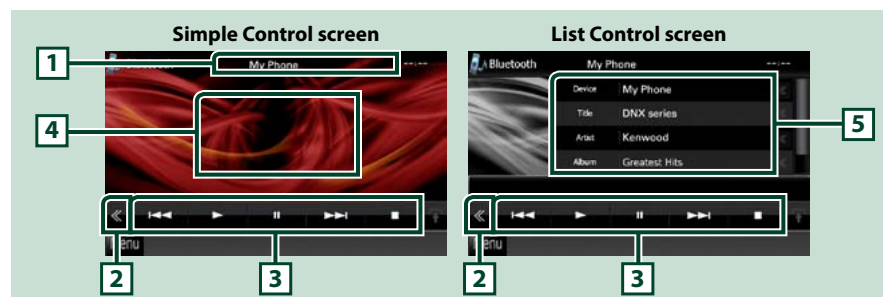 Simple Control screen
List Control screen
1
My Phone
--:--
4
2
3
Bluetooth
My Phone
--:--
Device My Phone
Title DNX series
Artist Kenwood
Album Greatest Hits
5
2
3